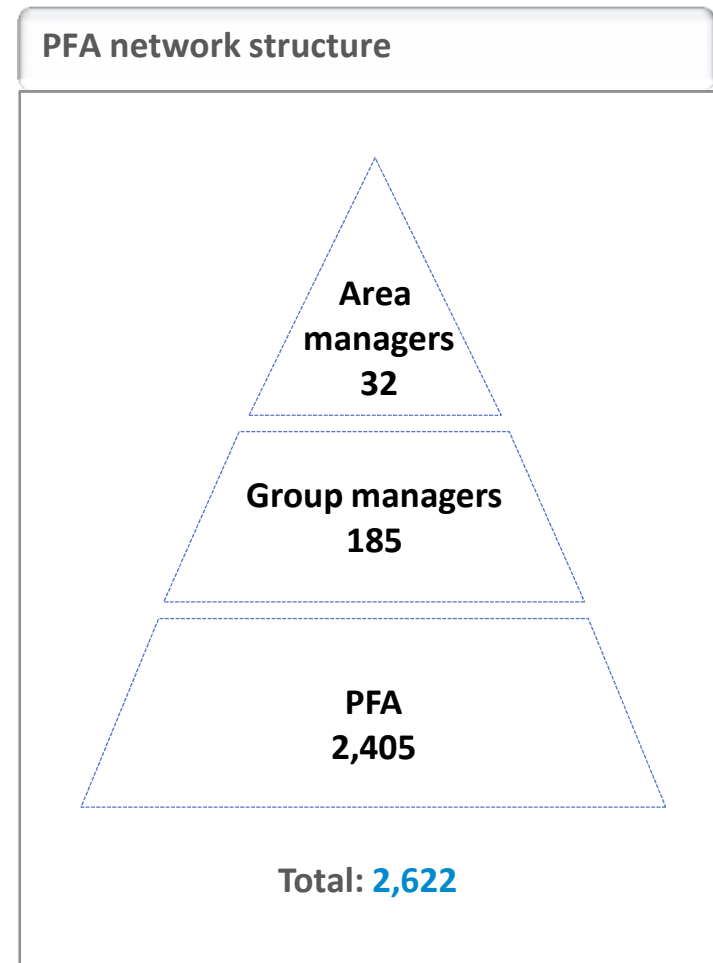 PFA network structure
Area
managers
32
Group managers
185
PFA
2,405
Total: 2,622